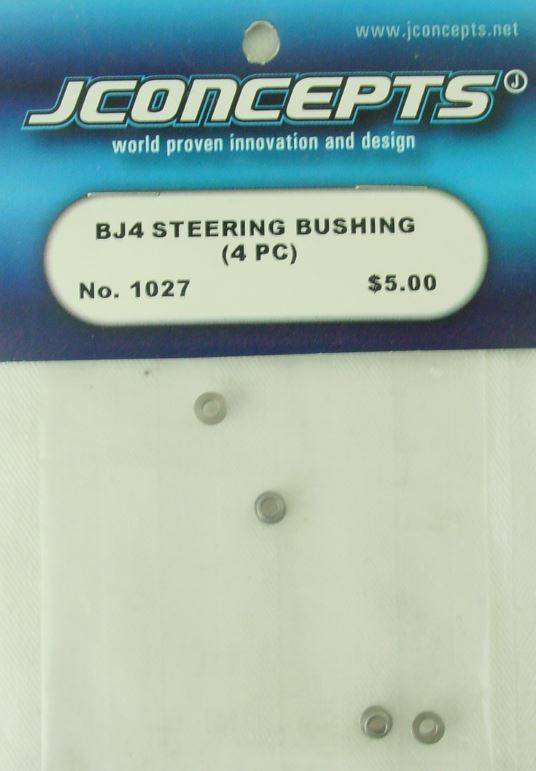 www.jconcepts.net
JCONCEPTS J
world proven innovation and design
BJ4 STEERING BUSHING
(4 PC)
No. 1027 $5.00